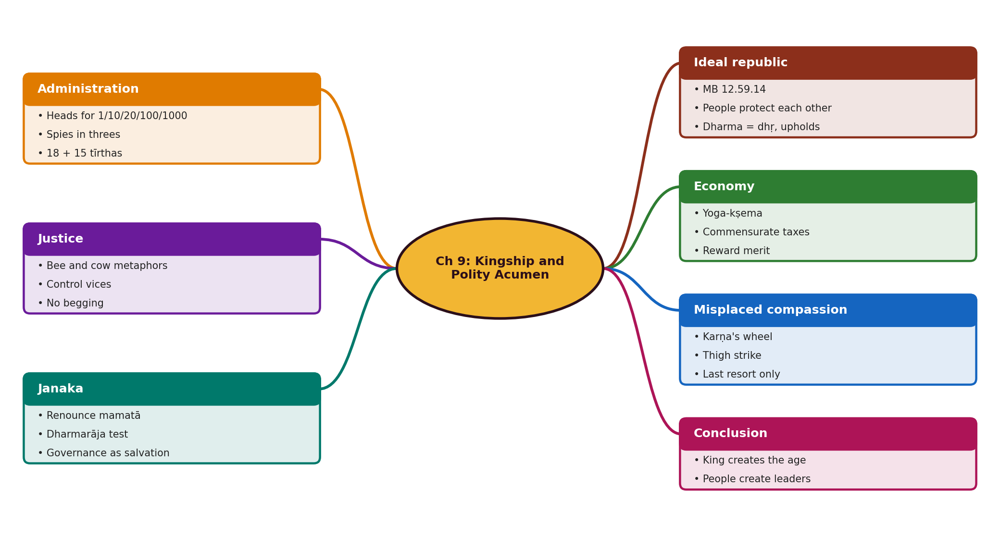 Ch 9: Kingship and
Polity Acumen
Ideal republic
• MB 12.59.14
• People protect each other
• Dharma = dhṛ, upholds
Economy
• Yoga-kṣema
• Commensurate taxes
• Reward merit
Misplaced compassion
• Karṇa's wheel
• Thigh strike
• Last resort only
Conclusion
• King creates the age
• People create leaders
Administration
• Heads for 1/10/20/100/1000
• Spies in threes
• 18 + 15 tīrthas
Justice
• Bee and cow metaphors
• Control vices
• No begging
Janaka
• Renounce mamatā
• Dharmarāja test
• Governance as salvation